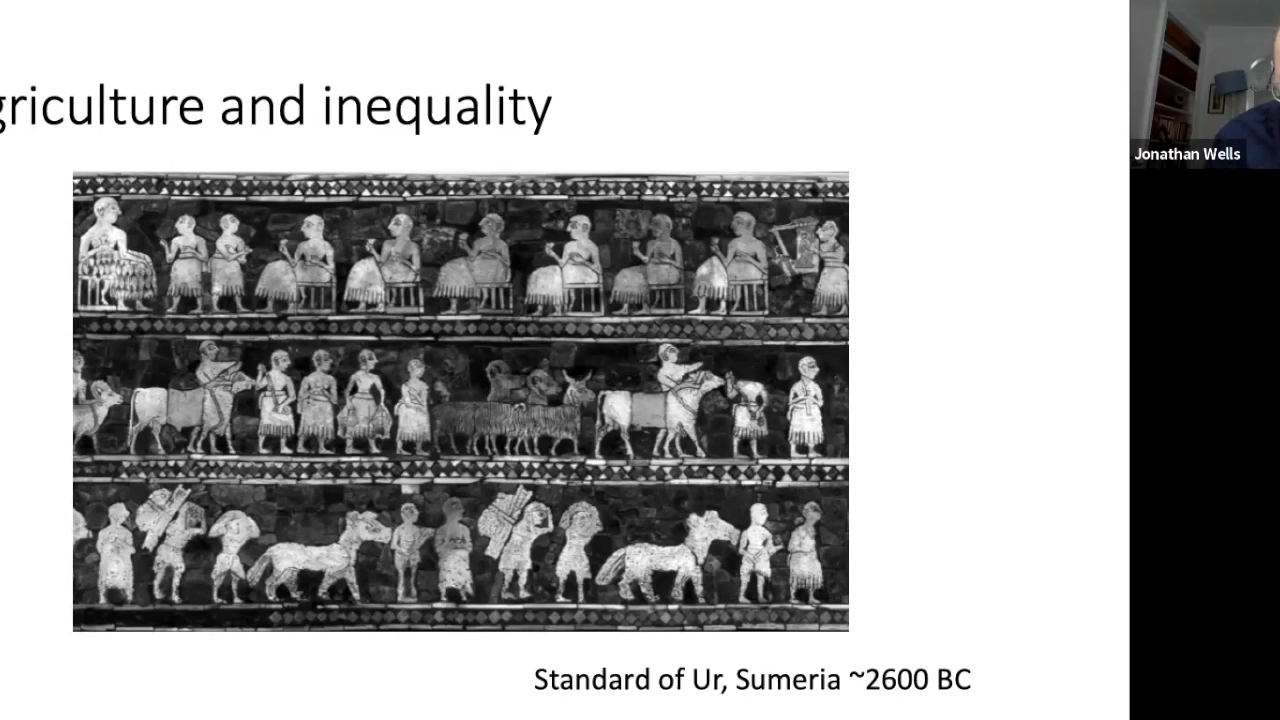 griculture and inequality
Jonathan Wells
Standard of Ur, Sumeria ~2600 BC